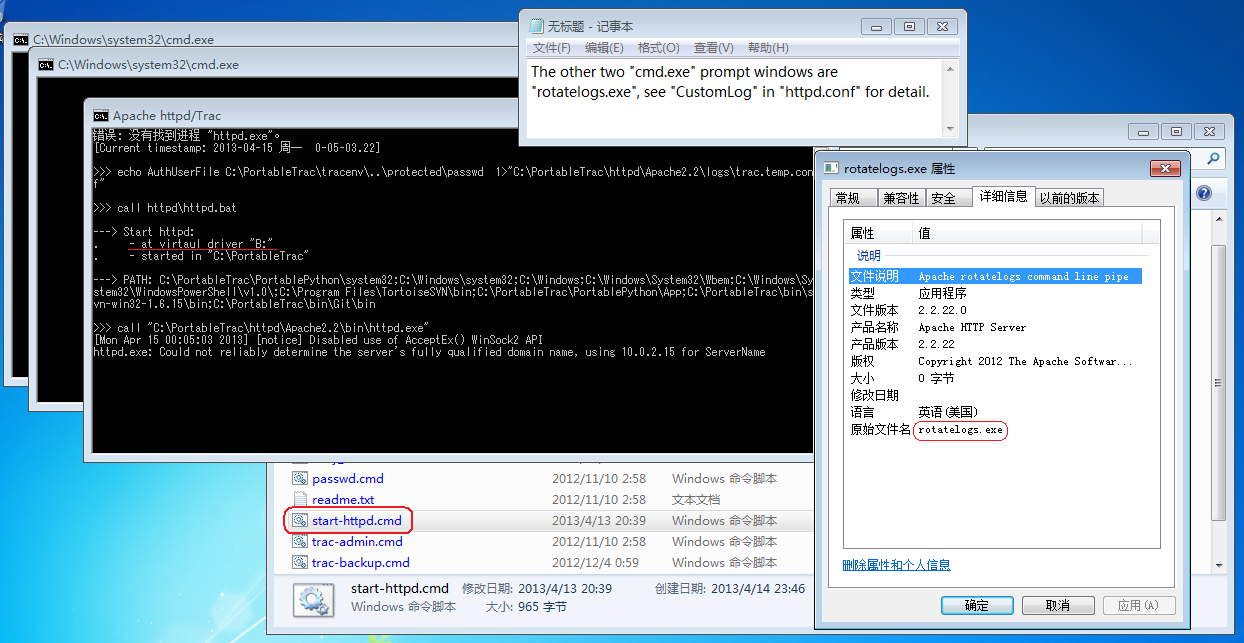 C:\Windows\system32\cmd.exe
C:\Windows\system32\cmd.exe
Apache httpd/Trac
错误: 没有找到进程 "httpd.exe"。
[Current timestamp: 2013-04-15 周一  0-05-03.22]
>>> echo AuthUserFile C:\PortableTrac\tracenv\..\protected\passwd  1>"C:\PortableTrac\httpd\Apache2.2\logs\trac.temp.con
f"
>>> call httpd\httpd.bat
---> Start httpd:
.    - at virtaul driver "B:"
.    - started in "C:\PortableTrac"
---> PATH: C:\PortableTrac\PortablePython\system32;C:\Windows\system32;C:\Windows;C:\Windows\System32\Wbem;C:\Windows\Sy
stem32\WindowsPowerShell\v1.0\;C:\Program Files\TortoiseSVN\bin;C:\PortableTrac\PortablePython\App;C:\PortableTrac\bin\s
vn-win32-1.6.15\bin;C:\PortableTrac\bin\Git\bin
>>> call "C:\PortableTrac\httpd\Apache2.2\bin\httpd.exe"
[Mon Apr 15 00:05:03 2013] [notice] Disabled use of AcceptEx() WinSock2 API
httpd.exe: Could not reliably determine the server's fully qualified domain name, using 10.0.2.15 for ServerName
无标题 - 记事本
文件(F) 编辑(E) 格式(O) 查看(V) 帮助(H)
The other two "cmd.exe" prompt windows are
"rotatelogs.exe", see "CustomLog" in "httpd.conf" for detail.
rotatelogs.exe 属性
常规 兼容性 安全 详细信息 以前的版本
属性 值
说明
文件说明 Apache rotatelogs command line pipe
类型 应用程序
文件版本 2.2.22.0
产品名称 Apache HTTP Server
产品版本 2.2.22
版权 Copyright 2012 The Apache Softwar...
大小 0 字节
修改日期
语言 英语(美国)
原始文件名 rotatelogs.exe
删除属性和个人信息
确定 取消 应用(A)
passwd.cmd 2012/11/10 2:58 Windows 命令脚本
readme.txt 2012/11/10 2:58 文本文档
start-httpd.cmd 2013/4/13 20:39 Windows 命令脚本
trac-admin.cmd 2012/11/10 2:58 Windows 命令脚本
trac-backup.cmd 2012/12/4 0:59 Windows 命令脚本
start-httpd.cmd 修改日期: 2013/4/13 20:39 创建日期: 2013/4/14 23:46
Windows 命令脚本 大小: 965 字节